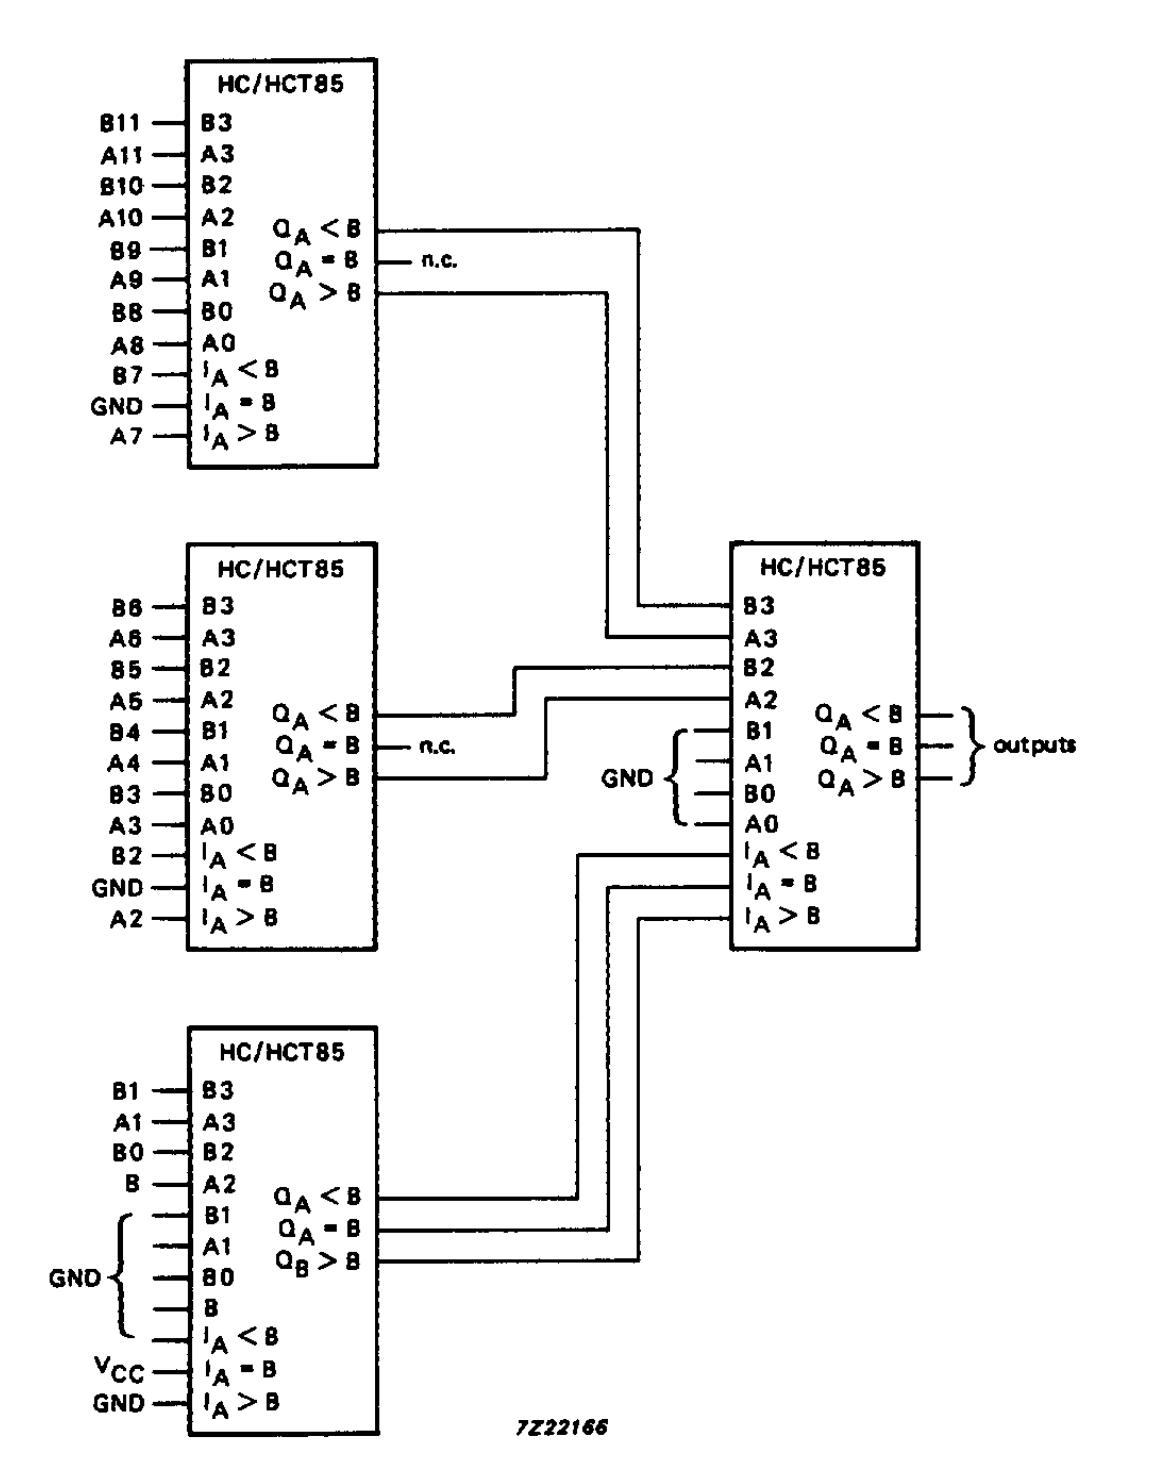 HC/HCT85
B11 B3
A11 A3
B10 B2
A10 A2
B9 B1
A9 A1
B8 B0
A8 A0
B7 IA < B
GND IA = B
A7 IA > B
QA < B
QA = B n.c.
QA > B
HC/HCT85
B6 B3
A6 A3
B5 B2
A5 A2
B4 B1
A4 A1
B3 B0
A3 A0
B2 IA < B
GND IA = B
A2 IA > B
QA < B
QA = B n.c.
QA > B
HC/HCT85
B3
A3
B2
A2
GND
B1
A1
B0
A0
IA < B
IA = B
IA > B
QA < B
QA = B
QA > B
outputs
HC/HCT85
B1 B3
A1 A3
B0 B2
B A2
GND
B1
A1
B0
B
IA < B
VCC IA = B
GND IA > B
QA < B
QA = B
QB > B
7Z22166